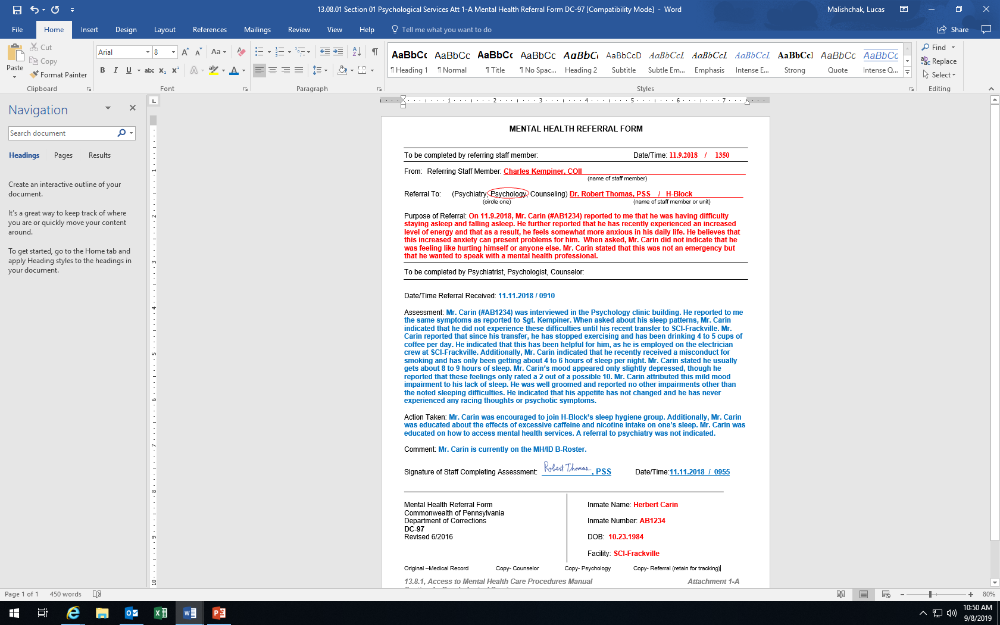 13.08.01 Section 01 Psychological Services Att 1-A Mental Health Referral Form DC-97 [Compatibility Mode] - Word
Malishchak, Lucas
File Home Insert Design Layout References Mailings Review View Help Tell me what you want to do
Share
Paste
Cut
Copy
Format Painter
Clipboard
Arial 8
Font
Paragraph
AaBbCc AaBbCc AaBbCc AaBbCc AaBbCc AaBbCcD AaBbCcL AaBbCcL AaBbCcL AaBbCcl AaBbCc AaBbCc
¶ Heading 1 ¶ Normal ¶ Title ¶ No Spac... Heading 2 Subtitle Subtle Em... Emphasis Intense E... Strong Quote Intense Q...
Styles
Find
Replace
Select
Editing
Navigation
Search document
Headings Pages Results
Create an interactive outline of your
document.
It's a great way to keep track of where
you are or quickly move your content
around.
To get started, go to the Home tab and
apply Heading styles to the headings in
your document.
1 2 3 4 5 6 7
MENTAL HEALTH REFERRAL FORM
To be completed by referring staff member: Date/Time: 11.9.2018 / 1350
From: Referring Staff Member: Charles Kempiner, COII
(name of staff member)
Referral To: (Psychiatry, Psychology, Counseling) Dr. Robert Thomas, PSS / H-Block
(circle one) (name of staff member or unit)
Purpose of Referral: On 11.9.2018, Mr. Carin (#AB1234) reported to me that he was having difficulty
staying asleep and falling asleep. He further reported that he has recently experienced an increased
level of energy and that as a result, he feels somewhat more anxious in his daily life. He believes that
this increased anxiety can present problems for him. When asked, Mr. Carin did not indicate that he
was feeling like hurting himself or anyone else. Mr. Carin stated that this was not an emergency but
that he wanted to speak with a mental health professional.
To be completed by Psychiatrist, Psychologist, Counselor:
Date/Time Referral Received: 11.11.2018 / 0910
Assessment: Mr. Carin (#AB1234) was interviewed in the Psychology clinic building. He reported to me
the same symptoms as reported to Sgt. Kempiner. When asked about his sleep patterns, Mr. Carin
indicated that he did not experience these difficulties until his recent transfer to SCI-Frackville. Mr.
Carin reported that since his transfer, he has stopped exercising and has been drinking 4 to 5 cups of
coffee per day. He indicated that this has been helpful for him, as he is employed on the electrician
crew at SCI-Frackville. Additionally, Mr. Carin indicated that he recently received a misconduct for
smoking and has only been getting about 4 to 6 hours of sleep per night. Mr. Carin stated he usually
gets about 8 to 9 hours of sleep. Mr. Carin's mood appeared only slightly depressed, though he
reported that these feelings only rated a 2 out of a possible 10. Mr. Carin attributed this mild mood
impairment to his lack of sleep. He was well groomed and reported no other impairments other than
the noted sleeping difficulties. He indicated that his appetite has not changed and he has never
experienced any racing thoughts or psychotic symptoms.
Action Taken: Mr. Carin was encouraged to join H-Block's sleep hygiene group. Additionally, Mr. Carin
was educated about the effects of excessive caffeine and nicotine intake on one's sleep. Mr. Carin was
educated on how to access mental health services. A referral to psychiatry was not indicated.
Comment: Mr. Carin is currently on the MH/ID B-Roster.
Signature of Staff Completing Assessment: Robert Thomas, PSS Date/Time:11.11.2018 / 0955
Mental Health Referral Form
Commonwealth of Pennsylvania
Department of Corrections
DC-97
Revised 6/2016
Inmate Name: Herbert Carin
Inmate Number: AB1234
DOB: 10.23.1984
Facility: SCI-Frackville
Original –Medical Record Copy- Counselor Copy- Psychology Copy- Referral (retain for tracking)
13.8.1, Access to Mental Health Care Procedures Manual Attachment 1-A
Page 1 of 1 450 words
80%
10:50 AM
9/8/2019